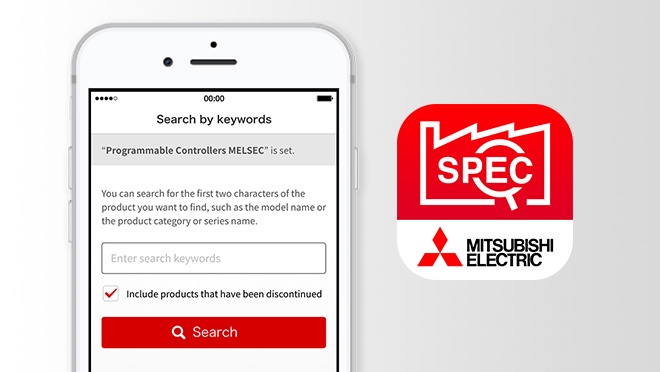 00:00
Search by keywords
“Programmable Controllers MELSEC” is set.
You can search for the first two characters of the
product you want to find, such as the model name or
the product category or series name.
Enter search keywords
Include products that have been discontinued
Search
SPEC
MITSUBISHI
ELECTRIC